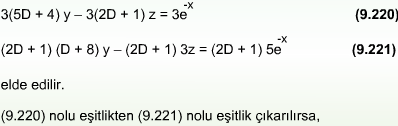 3(5D + 4) y – 3(2D + 1) z = 3e^-x (9.220)
(2D + 1) (D + 8) y – (2D + 1) 3z = (2D + 1) 5e^-x (9.221)
elde edilir.
(9.220) nolu eşitlikten (9.221) nolu eşitlik çıkarılırsa,